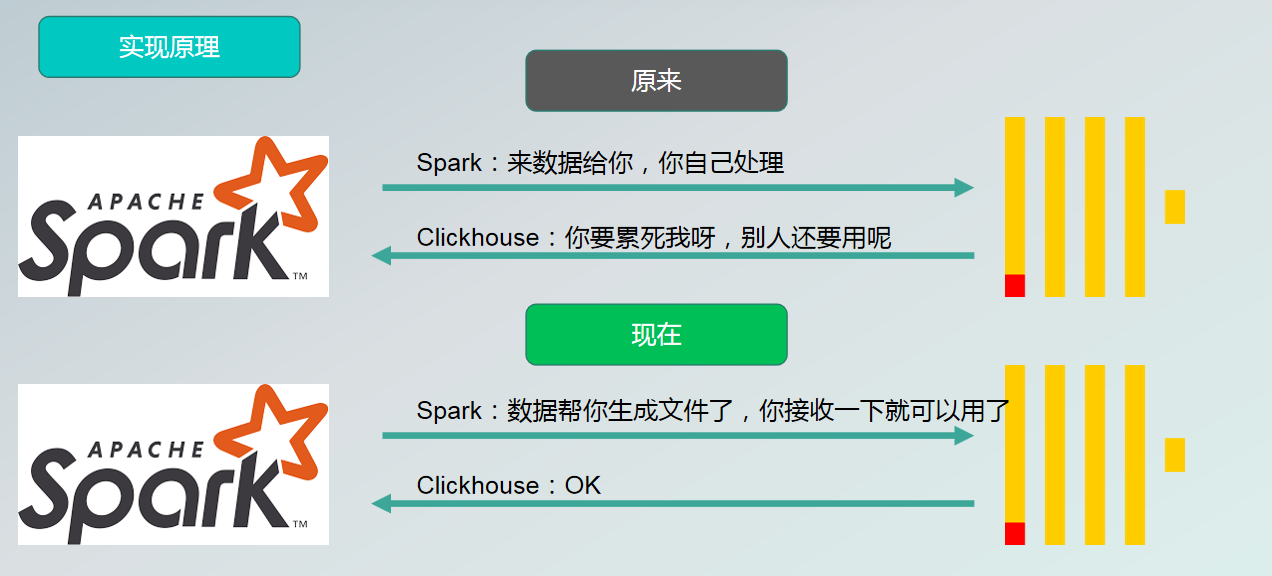 实现原理
原来
APACHE
Spark™
Spark：来数据给你，你自己处理
Clickhouse：你要累死我呀，别人还要用呢
现在
APACHE
Spark™
Spark：数据帮你生成文件了，你接收一下就可以用了
Clickhouse：OK